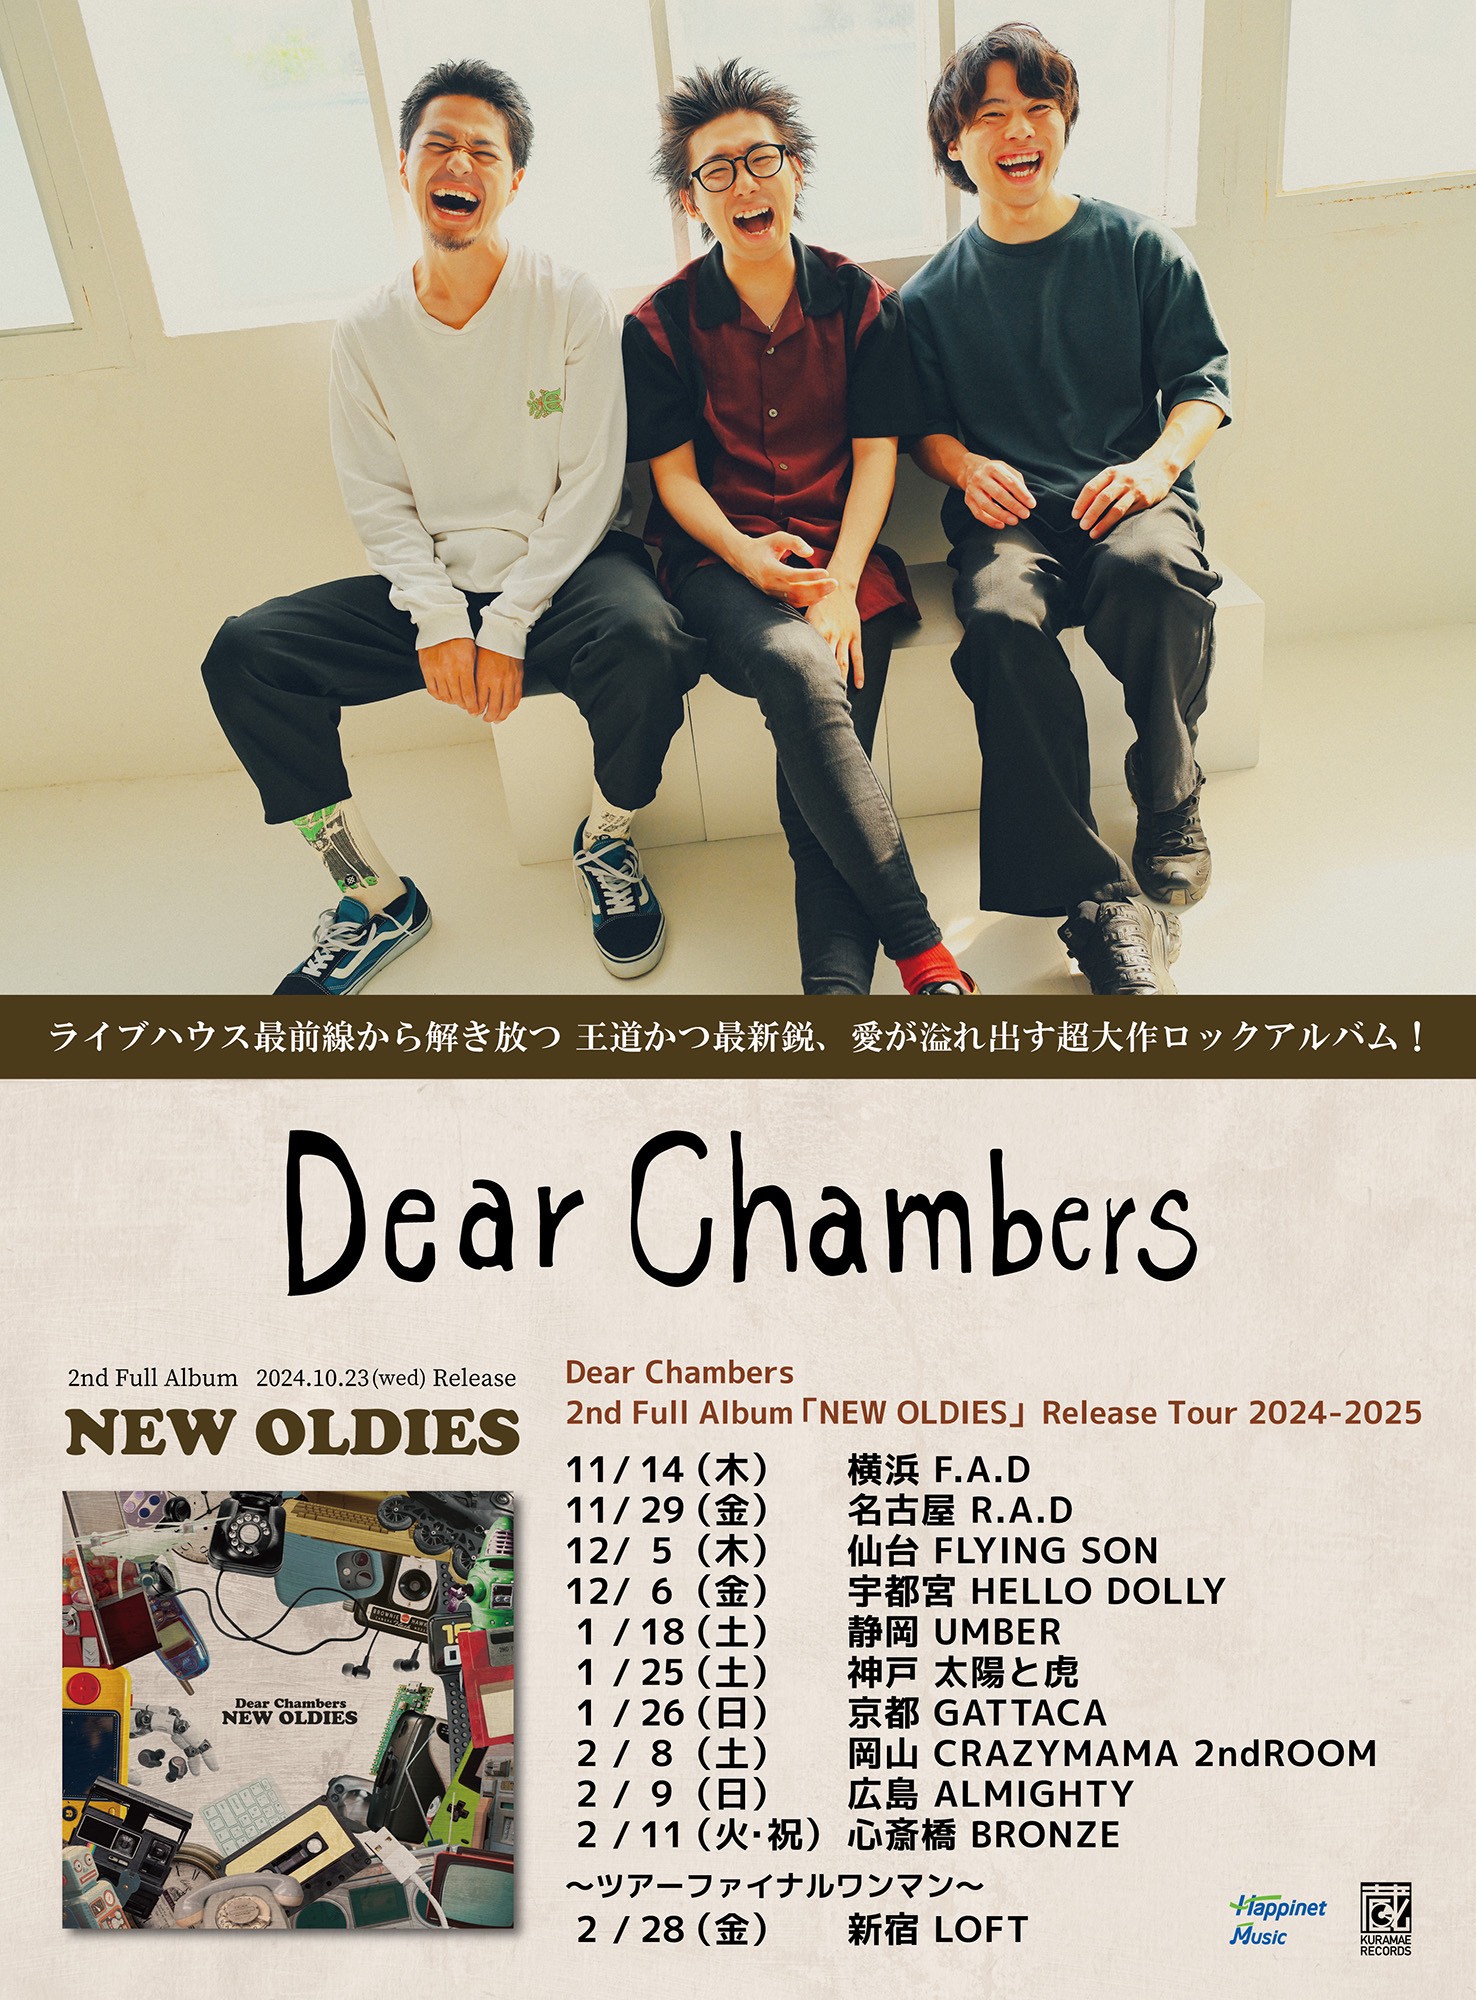 ライブハウス最前線から解き放つ 王道かつ最新鋭、愛が溢れ出す超大作ロックアルバム！
Dear Chambers
2nd Full Album 2024.10.23(wed) Release
NEW OLDIES
Dear Chambers
NEW OLDIES
Dear Chambers
2nd Full Album「NEW OLDIES」Release Tour 2024-2025
11/14（木） 横浜 F.A.D
11/29（金） 名古屋 R.A.D
12/ 5（木） 仙台 FLYING SON
12/ 6（金） 宇都宮 HELLO DOLLY
1/18（土） 静岡 UMBER
1/25（土） 神戸 太陽と虎
1/26（日） 京都 GATTACA
2/ 8（土） 岡山 CRAZYMAMA 2ndROOM
2/ 9（日） 広島 ALMIGHTY
2/11（火・祝） 心斎橋 BRONZE
～ツアーファイナルワンマン～
2/28（金） 新宿 LOFT
Happinet
Music
KURAMAE
RECORDS